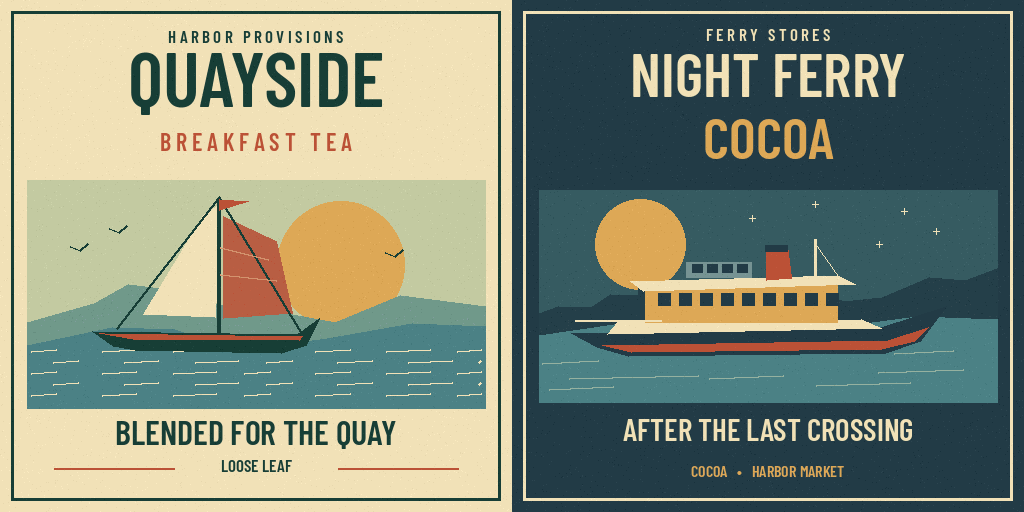 HARBOR PROVISIONS
QUAYSIDE
BREAKFAST TEA
BLENDED FOR THE QUAY
LOOSE LEAF
FERRY STORES
NIGHT FERRY
COCOA
AFTER THE LAST CROSSING
COCOA • HARBOR MARKET